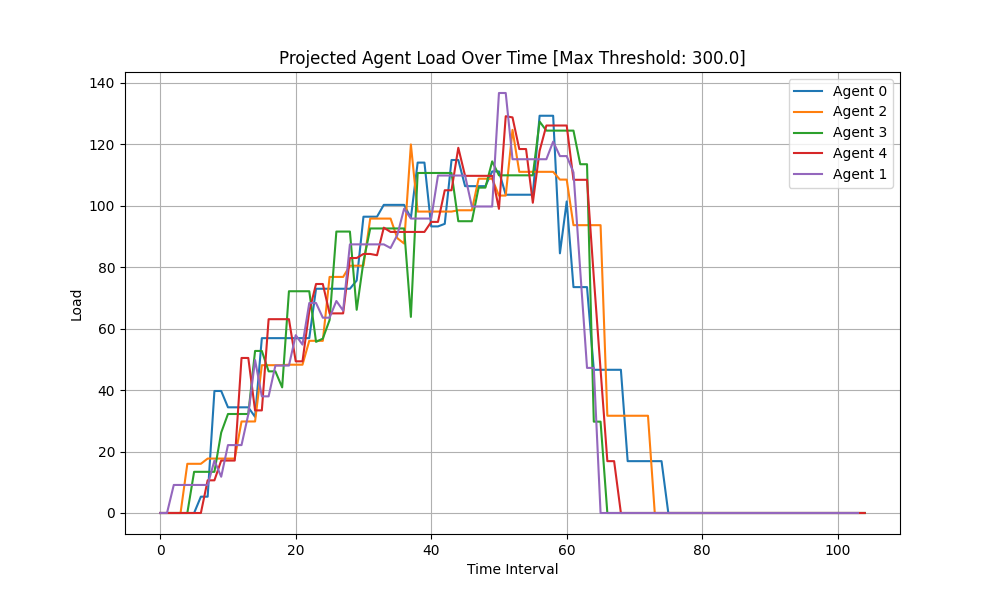 Projected Agent Load Over Time [Max Threshold: 300.0]
140
120
100
80
60
40
20
0
Load
Agent 0
Agent 2
Agent 3
Agent 4
Agent 1
0 20 40 60 80 100
Time Interval